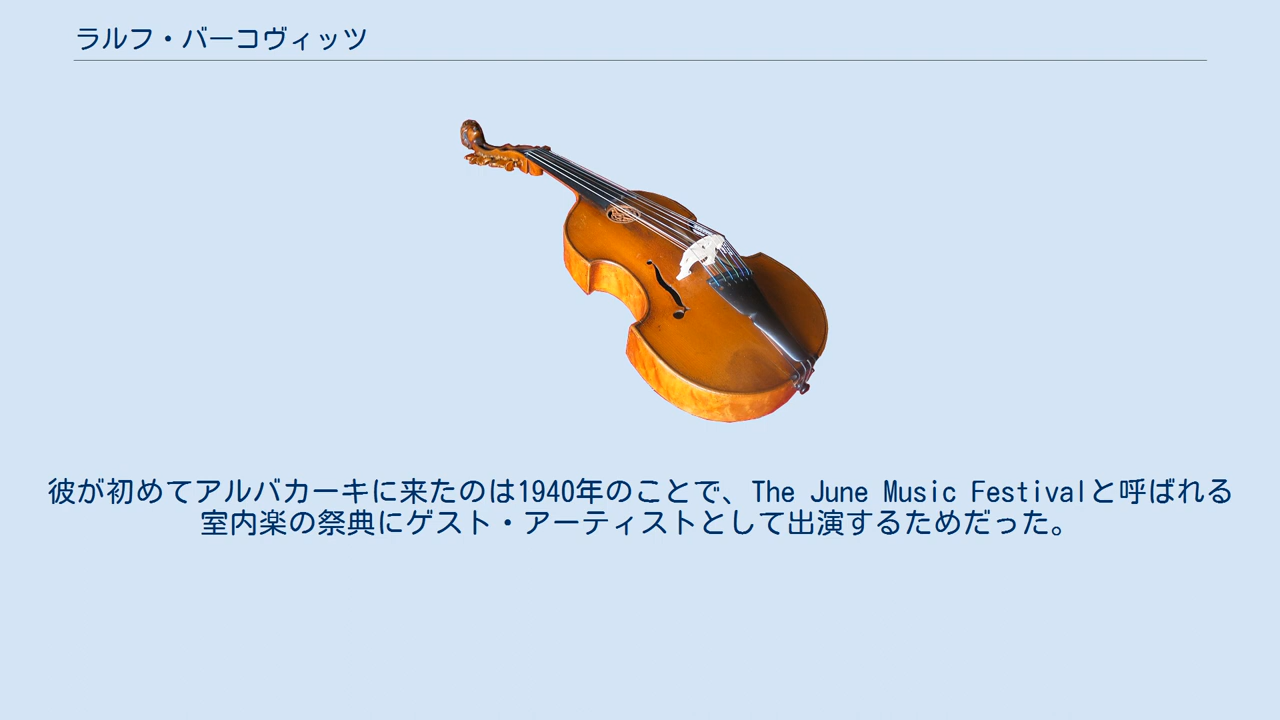 ラルフ・バーコヴィッツ
彼が初めてアルバカーキに来たのは1940年のことで、The June Music Festivalと呼ばれる
室内楽の祭典にゲスト・アーティストとして出演するためだった。